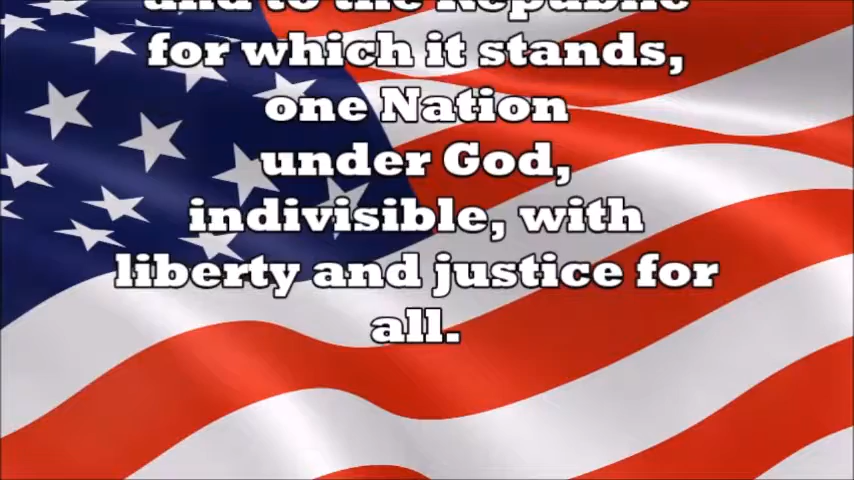 and to the Republic
for which it stands,
one Nation
under God,
indivisible, with
liberty and justice for
all.